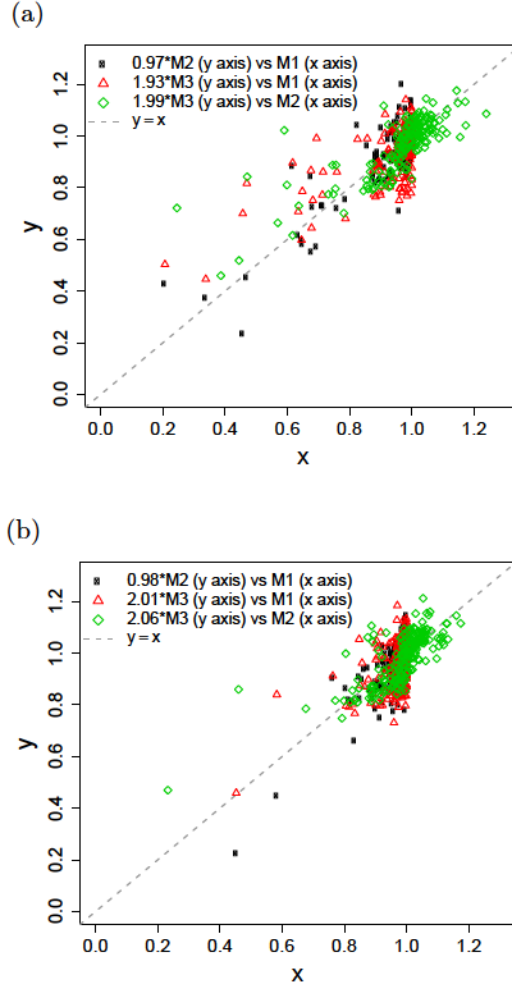 (a)
0.97*M2 (y axis) vs M1 (x axis)
1.93*M3 (y axis) vs M1 (x axis)
1.99*M3 (y axis) vs M2 (x axis)
y = x
1.2
1.0
0.8
0.6
0.4
0.2
0.0
y
0.0 0.2 0.4 0.6 0.8 1.0 1.2
x
(b)
0.98*M2 (y axis) vs M1 (x axis)
2.01*M3 (y axis) vs M1 (x axis)
2.06*M3 (y axis) vs M2 (x axis)
y = x
1.2
1.0
0.8
0.6
0.4
0.2
0.0
y
0.0 0.2 0.4 0.6 0.8 1.0 1.2
x